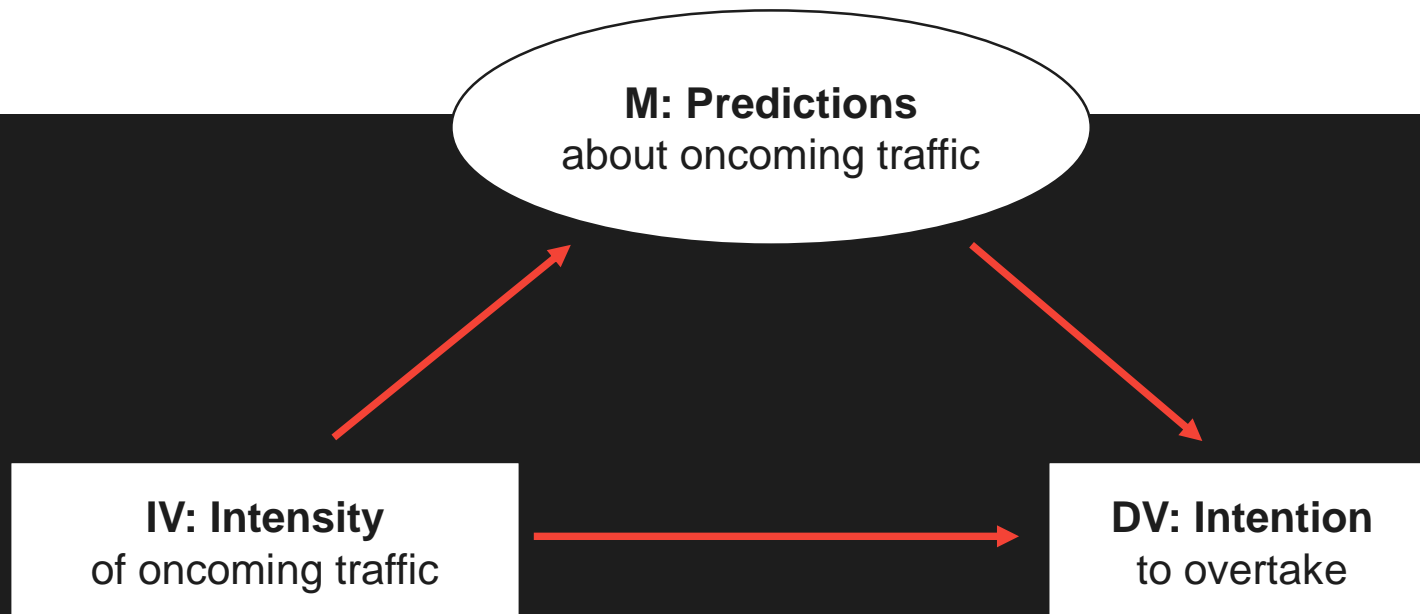 M: Predictions
about oncoming traffic
IV: Intensity
of oncoming traffic
DV: Intention
to overtake